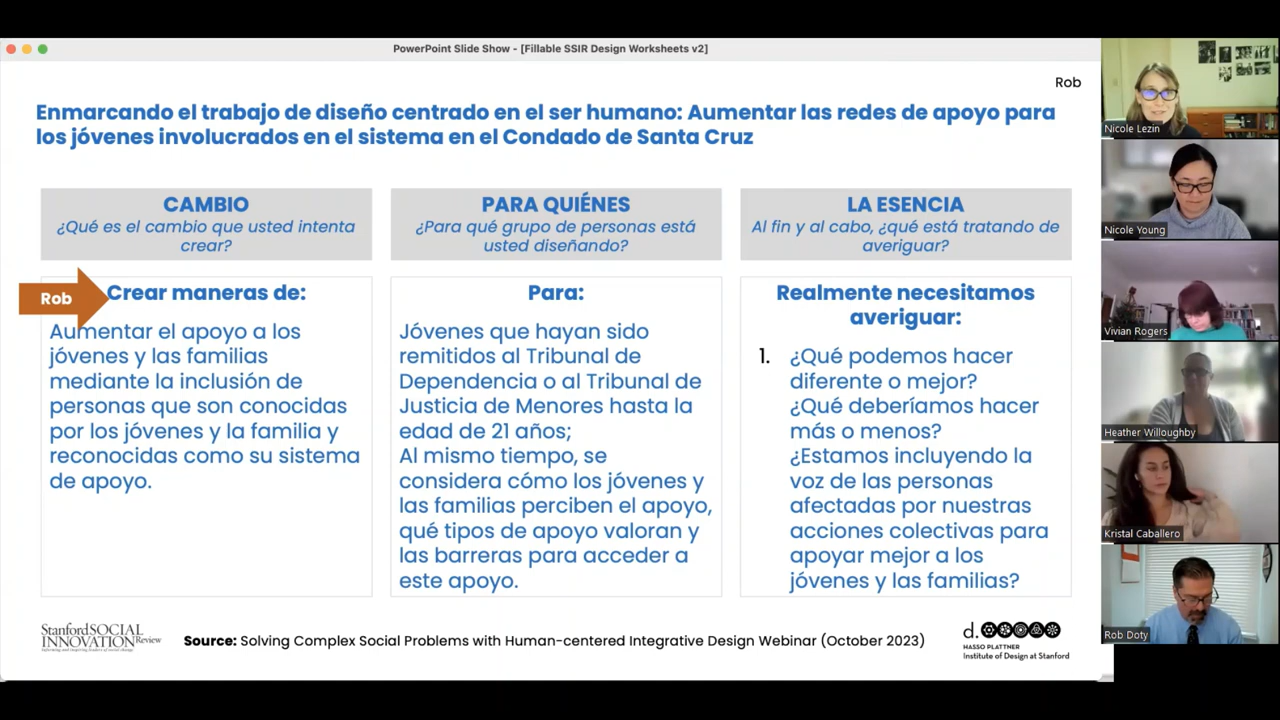 PowerPoint Slide Show - [Fillable SSIR Design Worksheets v2]
Rob
Enmarcando el trabajo de diseño centrado en el ser humano: Aumentar las redes de apoyo para
los jóvenes involucrados en el sistema en el Condado de Santa Cruz
CAMBIO
¿Qué es el cambio que usted intenta
crear?
PARA QUIÉNES
¿Para qué grupo de personas está
usted diseñando?
LA ESENCIA
Al fin y al cabo, ¿qué está tratando de
averiguar?
Rob
Crear maneras de:
Aumentar el apoyo a los
jóvenes y las familias
mediante la inclusión de
personas que son conocidas
por los jóvenes y la familia y
reconocidas como su sistema
de apoyo.
Para:
Jóvenes que hayan sido
remitidos al Tribunal de
Dependencia o al Tribunal de
Justicia de Menores hasta la
edad de 21 años;
Al mismo tiempo, se
considera cómo los jóvenes y
las familias perciben el apoyo,
qué tipos de apoyo valoran y
las barreras para acceder a
este apoyo.
Realmente necesitamos
averiguar:
1. ¿Qué podemos hacer
diferente o mejor?
¿Qué deberíamos hacer
más o menos?
¿Estamos incluyendo la
voz de las personas
afectadas por nuestras
acciones colectivas para
apoyar mejor a los
jóvenes y las familias?
Stanford SOCIAL
INNOVATION Review
Source: Solving Complex Social Problems with Human-centered Integrative Design Webinar (October 2023)
d.
HASSO PLATTNER
Institute of Design at Stanford
Nicole Lezin
Nicole Young
Vivian Rogers
Heather Willoughby
Kristal Caballero
Rob Doty